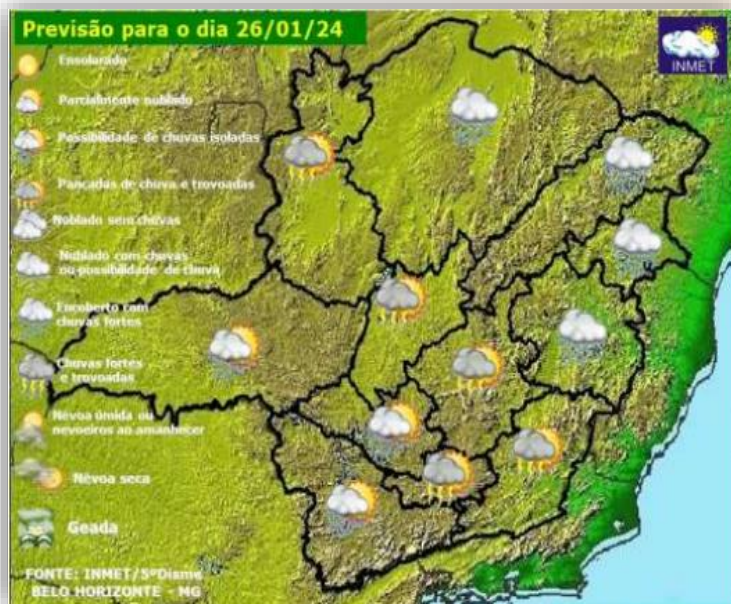 Previsão para o dia 26/01/24
INMET
Ensolarado
Parcialmente nublado
Possibilidade de chuvas isoladas
Pancadas de chuva e trovoadas
Nublado sem chuvas
Nublado com chuvas
ou possibilidade de chuva
Encoberto com
chuvas fortes
Chuvas fortes
e trovoadas
Névoa úmida ou
nevoeiros ao amanhecer
Névoa seca
Geada
FONTE: INMET/5ºDisme
BELO HORIZONTE - MG